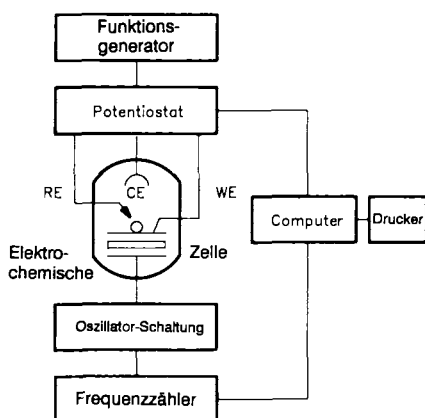 Funktions-
generator
Potentiostat
RE
CE
WE
Computer
Drucker
Elektro-
chemische
Zelle
Oszillator-Schaltung
Frequenzzähler